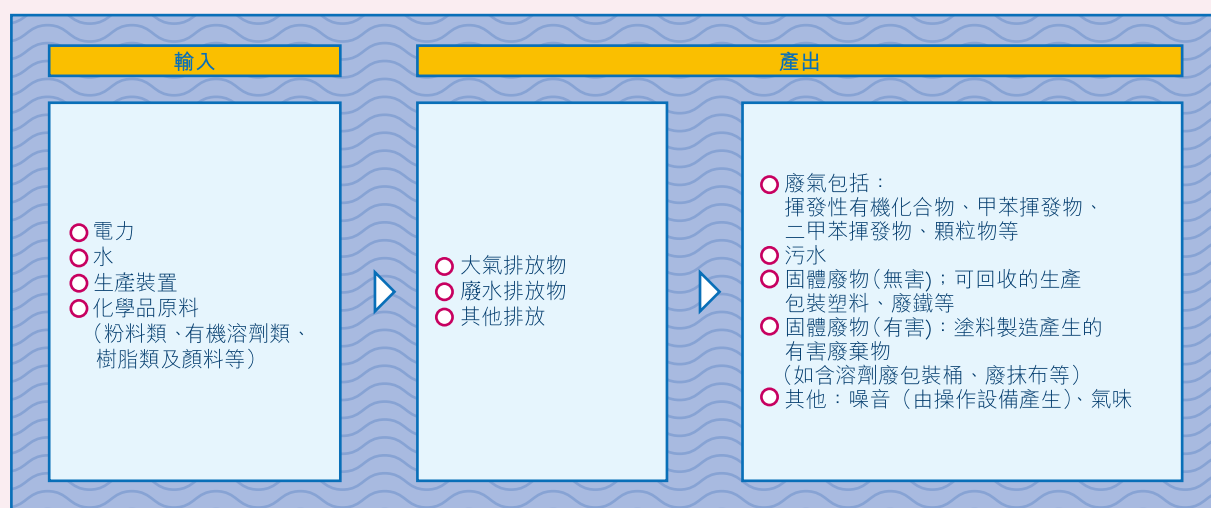 輸入
產出
電力
水
生產裝置
化學品原料
（粉料類、有機溶劑類、
樹脂類及顏料等）
大氣排放物
廢水排放物
其他排放
廢氣包括：
揮發性有機化合物、甲苯揮發物、
二甲苯揮發物、顆粒物等
污水
固體廢物（無害）；可回收的生產
包裝塑料、廢鐵等
固體廢物（有害）：塗料製造產生的
有害廢棄物
（如含溶劑廢包裝桶、廢抹布等）
其他：噪音（由操作設備產生）、氣味